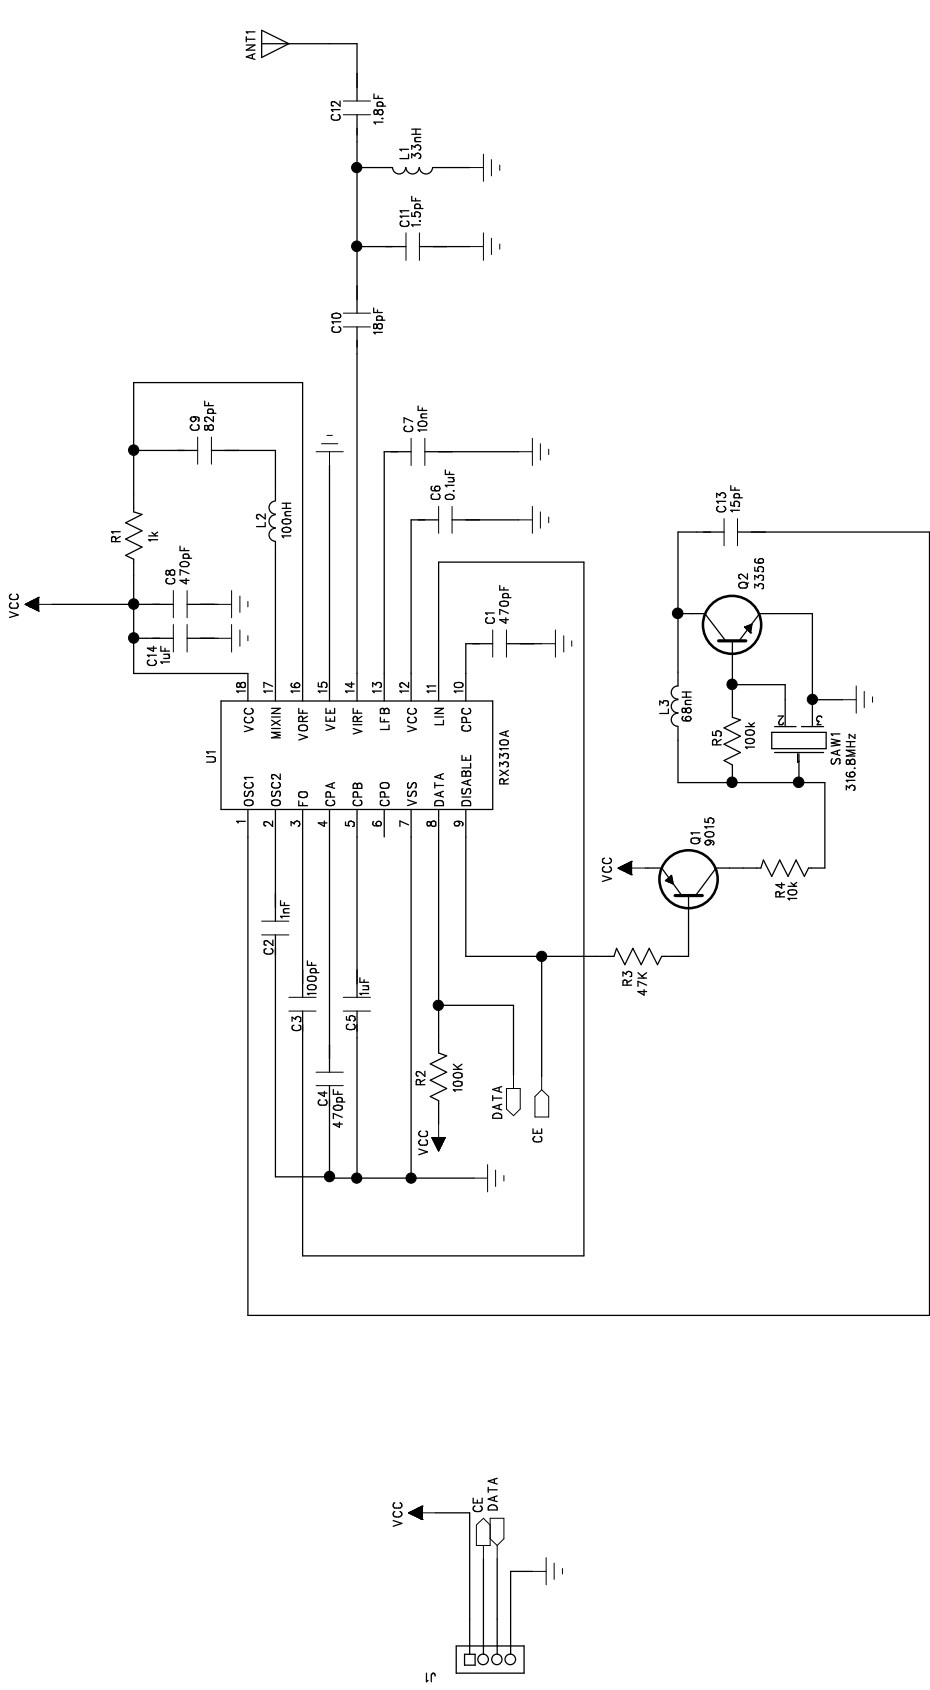 ANT1
C12
1.8pF
L1
33nH
C11
1.5pF
C10
18pF
C9
82pF
C7
10nF
C6
0.1uF
L2
100nH
R1
1k
C8
470pF
VCC
C14
1uF
C1
470pF
C13
15pF
Q2
3356
L3
68nH
R5
100k
2
3
1
SAW1
316.8MHz
18
17
16
15
14
13
12
11
10
VCC
MIXIN
VORF
VEE
VIRF
LFB
VCC
LIN
CPC
U1
RX3310A
OSC1
OSC2
FO
CPA
CPB
CPO
VSS
DATA
DISABLE
1
2
3
4
5
6
7
8
9
VCC
Q1
9015
R4
10k
R3
47K
C2
1nF
C3
100pF
C5
1uF
C4
470pF
R2
100K
VCC
DATA
CE
VCC
CE
DATA
J1